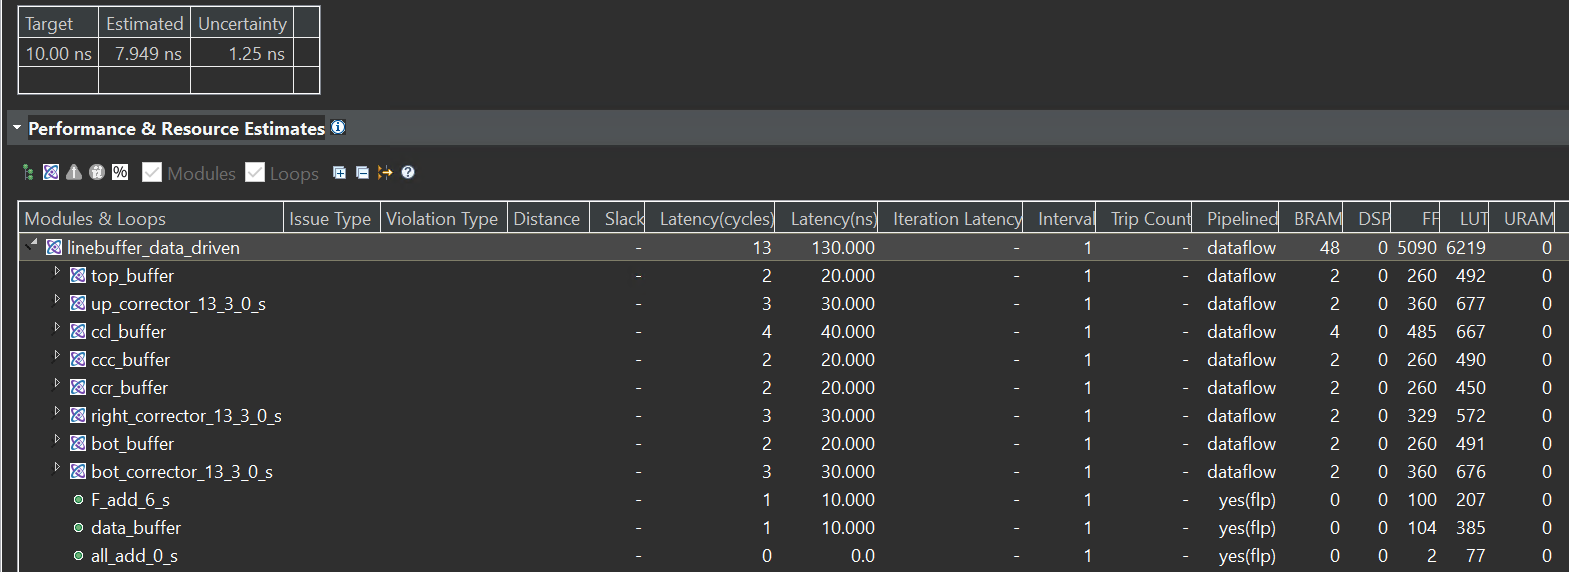 Target Estimated Uncertainty
10.00 ns 7.949 ns 1.25 ns
Performance & Resource Estimates
% Modules Loops
Modules & Loops Issue Type Violation Type Distance Slack Latency(cycles) Latency(ns) Iteration Latency Interval Trip Count Pipelined BRAM DSP FF LUT URAM
linebuffer_data_driven - 13 130.000 - 1 - dataflow 48 0 5090 6219 0
top_buffer - 2 20.000 - 1 - dataflow 2 0 260 492 0
up_corrector_13_3_0_s - 3 30.000 - 1 - dataflow 2 0 360 677 0
ccl_buffer - 4 40.000 - 1 - dataflow 4 0 485 667 0
ccc_buffer - 2 20.000 - 1 - dataflow 2 0 260 490 0
ccr_buffer - 2 20.000 - 1 - dataflow 2 0 260 450 0
right_corrector_13_3_0_s - 3 30.000 - 1 - dataflow 2 0 329 572 0
bot_buffer - 2 20.000 - 1 - dataflow 2 0 260 491 0
bot_corrector_13_3_0_s - 3 30.000 - 1 - dataflow 2 0 360 676 0
F_add_6_s - 1 10.000 - 1 - yes(flp) 0 0 100 207 0
data_buffer - 1 10.000 - 1 - yes(flp) 0 0 104 385 0
all_add_0_s - 0 0.0 - 1 - yes(flp) 0 0 2 77 0